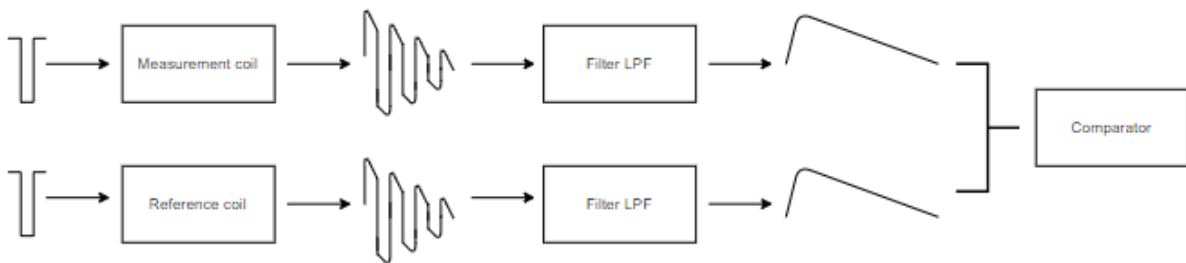 Measurement coil
Filter LPF
Comparator
Reference coil
Filter LPF